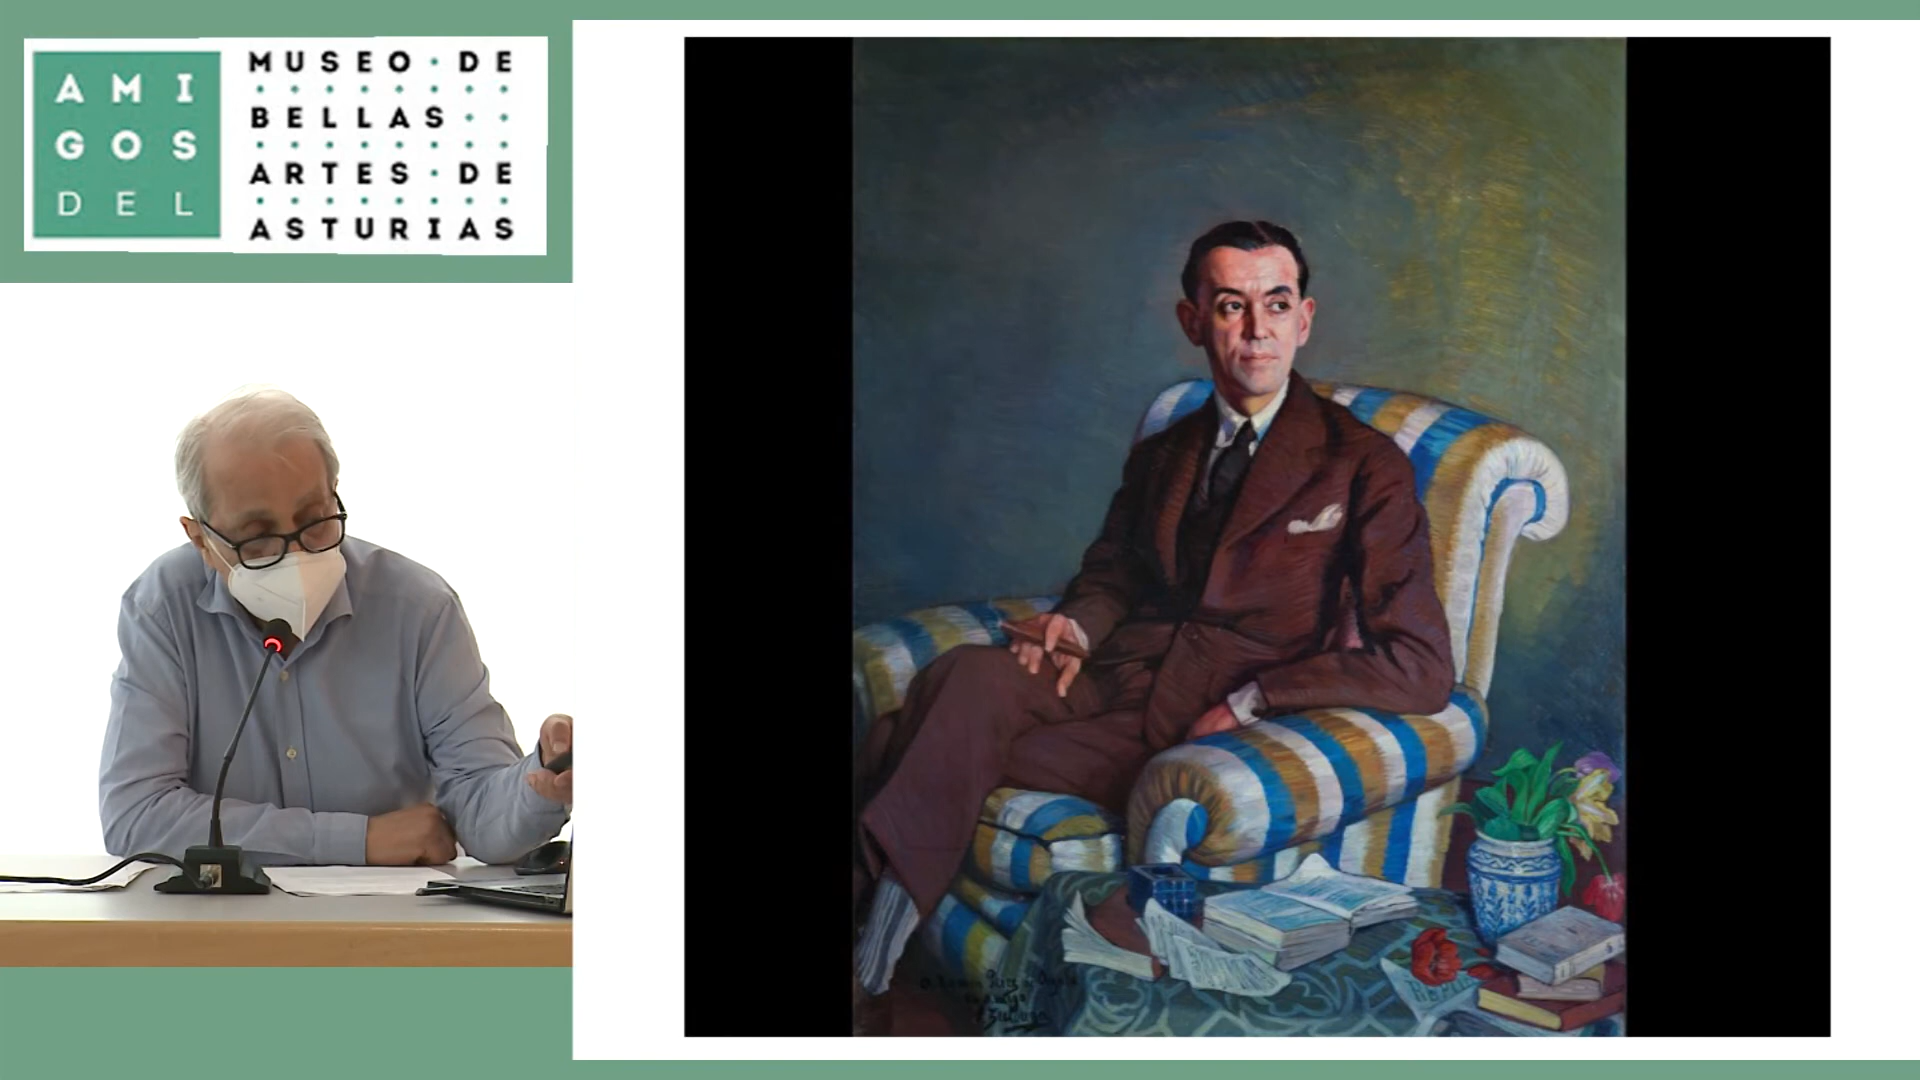 AMI
GOS
DEL
MUSEO·DE
BELLAS
ARTES·DE
ASTURIAS